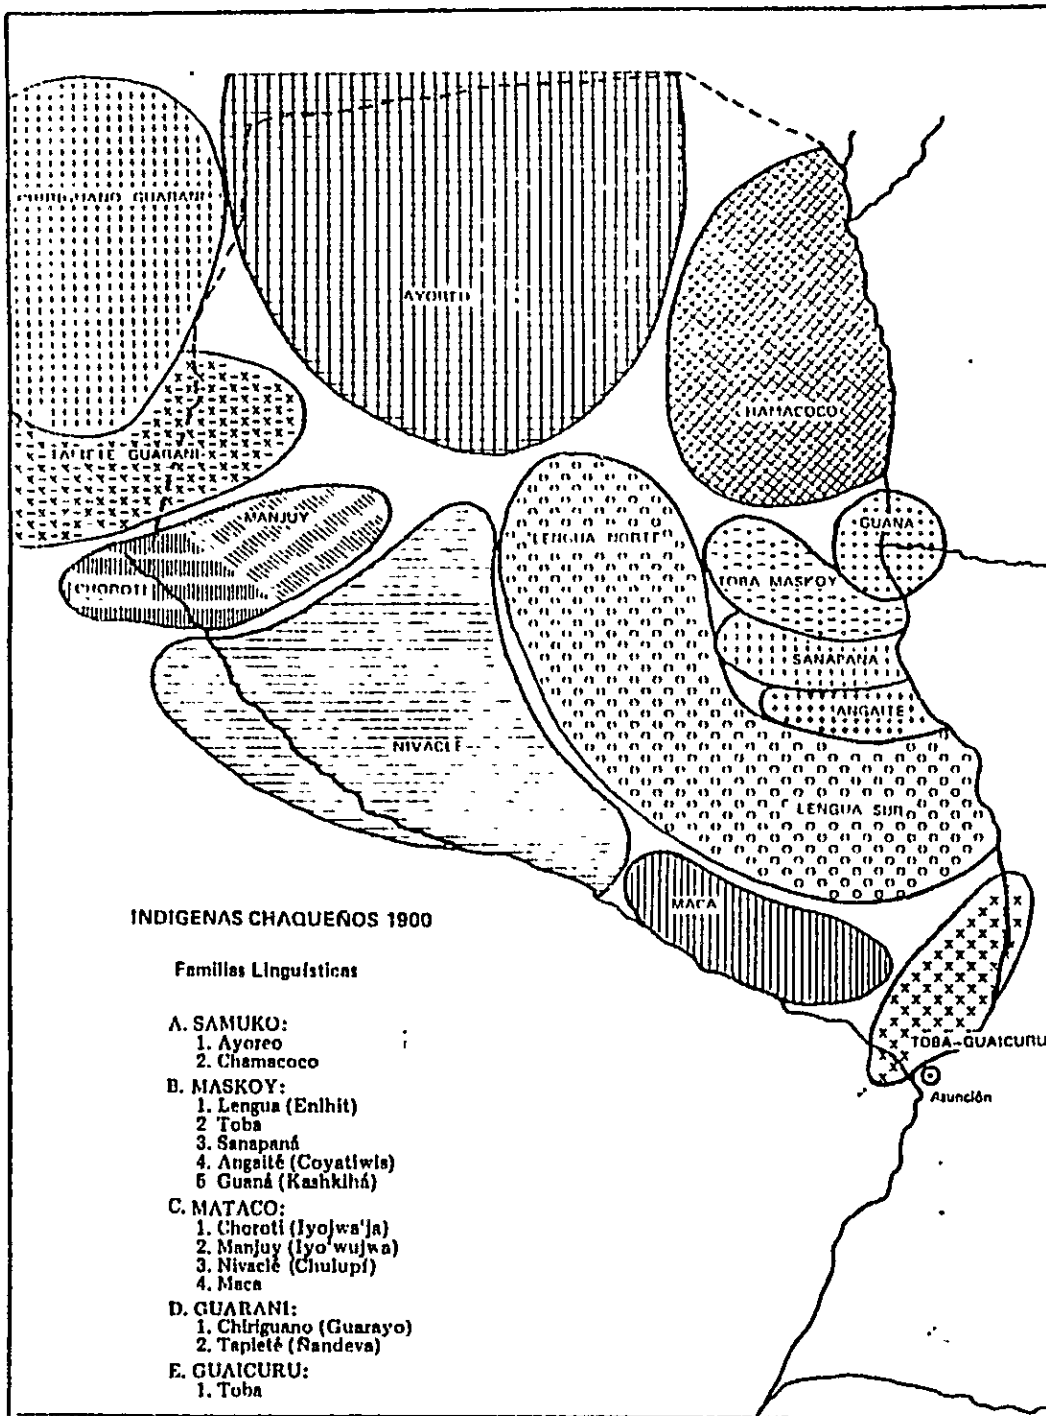 GUARANI
AYOREO
CHAMACOCO
TAPIETE GUARANI
MANJUY
CHOROTI
LENGUA NORTE
GUANA
TOBA MASKOY
SANAPANA
ANGAITE
NIVACLE
LENGUA SUR
MACA
TOBA-GUAICURU
Asunción
INDIGENAS CHAQUEÑOS 1900
Familias Linguísticas
A. SAMUKO:
1. Ayoreo
2. Chamacoco
B. MASKOY:
1. Lengua (Enlhit)
2 Toba
3. Sanapaná
4. Angaité (Coyatiwis)
5 Guaná (Kashkihá)
C. MATACO:
1. Choroti (Iyojwa'ja)
2. Manjuy (Iyo'wujwa)
3. Nivaclé (Chulupí)
4. Maca
D. GUARANI:
1. Chiriguano (Guarayo)
2. Tapieté (Ñandeva)
E. GUAICURU:
1. Toba